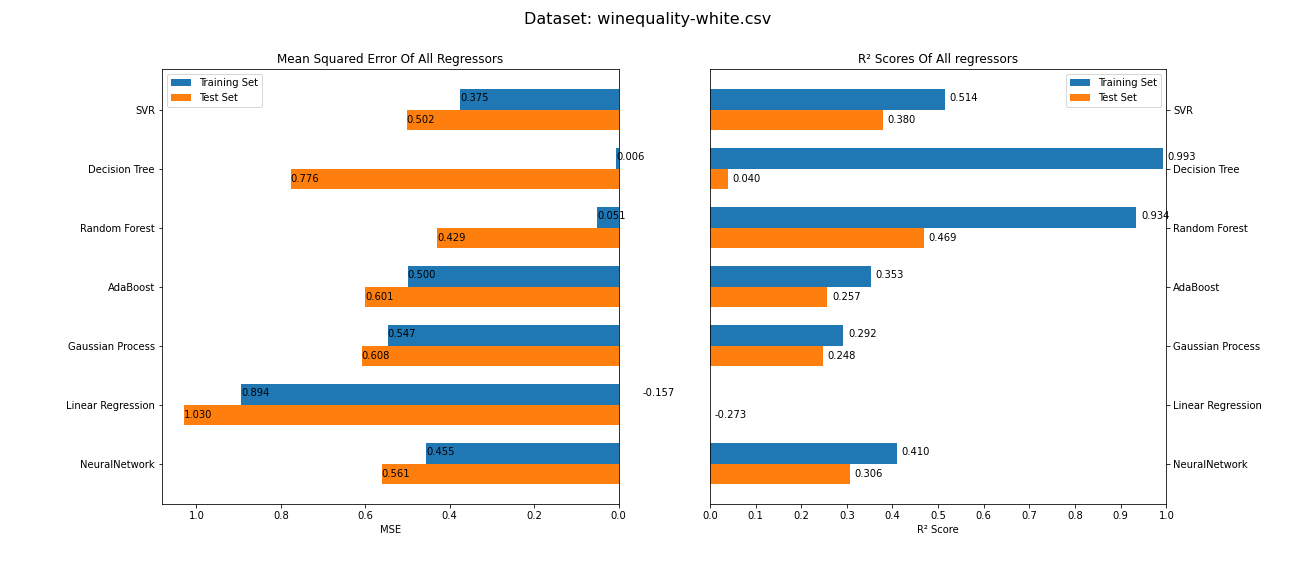 Dataset: winequality-white.csv
Mean Squared Error Of All Regressors
Training Set
Test Set
SVR
Decision Tree
Random Forest
AdaBoost
Gaussian Process
Linear Regression
NeuralNetwork
0.375
0.502
0.006
0.776
0.051
0.429
0.500
0.601
0.547
0.608
0.894
1.030
0.455
0.561
1.0 0.8 0.6 0.4 0.2 0.0
MSE
R² Scores Of All regressors
Training Set
Test Set
0.514
0.380
0.993
0.040
0.934
0.469
0.353
0.257
0.292
0.248
-0.157
-0.273
0.410
0.306
SVR
Decision Tree
Random Forest
AdaBoost
Gaussian Process
Linear Regression
NeuralNetwork
0.0 0.1 0.2 0.3 0.4 0.5 0.6 0.7 0.8 0.9 1.0
R² Score